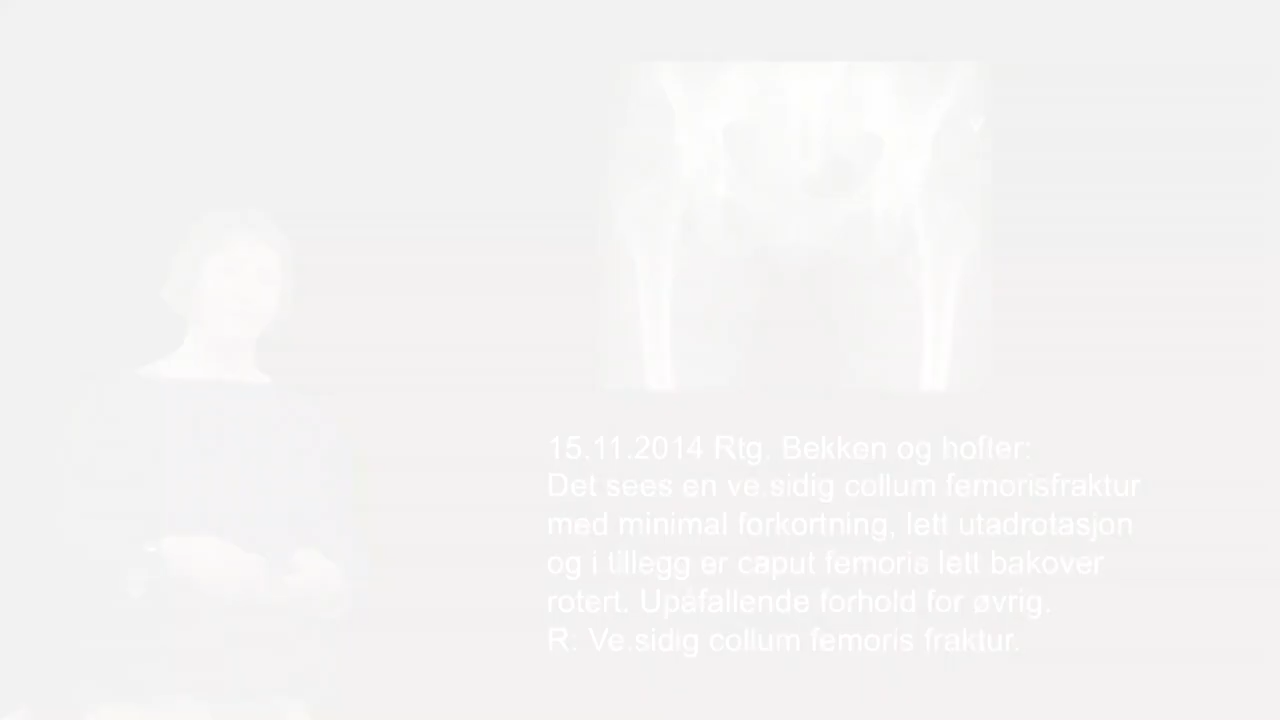 15.11.2014 Rtg. Bekken og hofter:
Det sees en ve.sidig collum femorisfraktur
med minimal forkortning, lett utadrotasjon
og i tillegg er caput femoris lett bakover
rotert. Upåfallende forhold for øvrig.
R: Ve.sidig collum femoris fraktur.